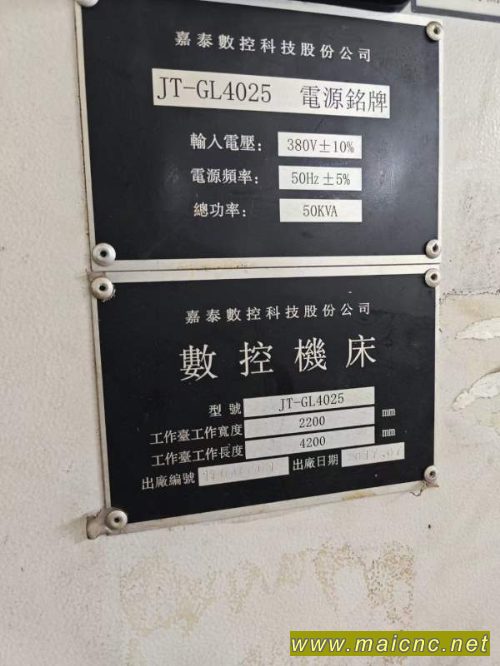 嘉泰數控科技股份公司
JT-GL4025 電源銘牌
輸入電壓: 380V±10%
電源頻率: 50Hz±5%
總功率: 50KVA
嘉泰數控科技股份公司
數控機床
型號 JT-GL4025
工作臺工作寬度 2200 mm
工作臺工作長度 4200 mm
出廠編號 出廠日期
www.maicnc.net